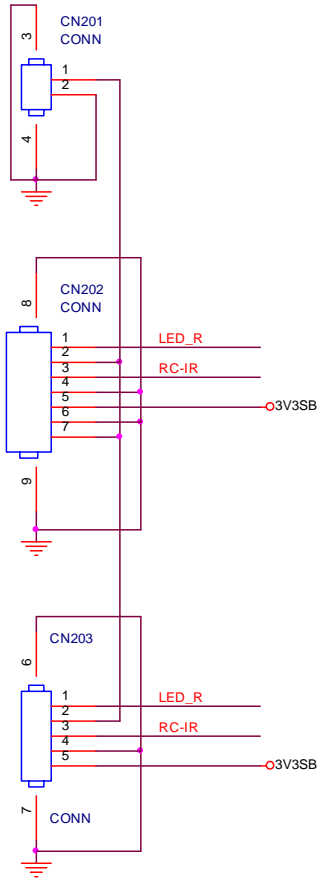 CN201
CONN
3
1
2
4
CN202
CONN
8
1
LED_R
2
3
RC-IR
4
5
3V3SB
6
7
9
CN203
6
1
LED_R
2
3
RC-IR
4
5
3V3SB
7
CONN